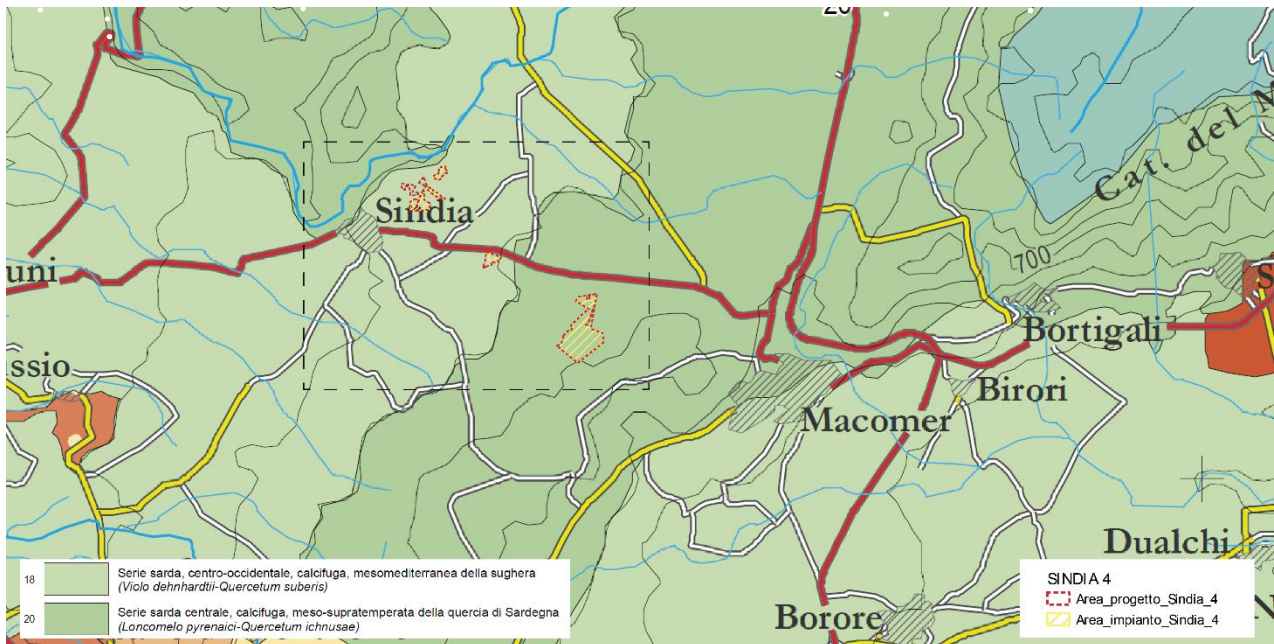 20
Cat. del M
Sindia
uni
700
S
Bortigali
ssio
Birori
Macomer
Dualchi
18 Serie sarda, centro-occidentale, calcifuga, mesomediterranea della sughera
(Violo dehnhardtii-Quercetum suberis)
20 Serie sarda centrale, calcifuga, meso-supratemperata della quercia di Sardegna
(Loncomelo pyrenaici-Quercetum ichnusae)
SINDIA 4
Area_progetto_Sindia_4
Area_impianto_Sindia_4
Borore
N